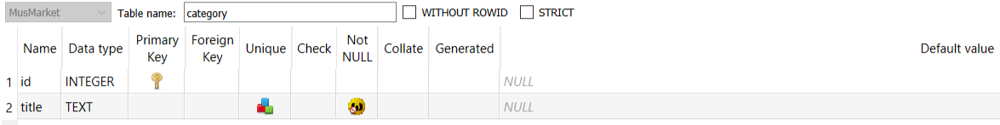 MusMarket Table name: category WITHOUT ROWID STRICT
Name Data type Primary Key Foreign Key Unique Check Not NULL Collate Generated Default value
1 id INTEGER NULL
2 title TEXT NULL